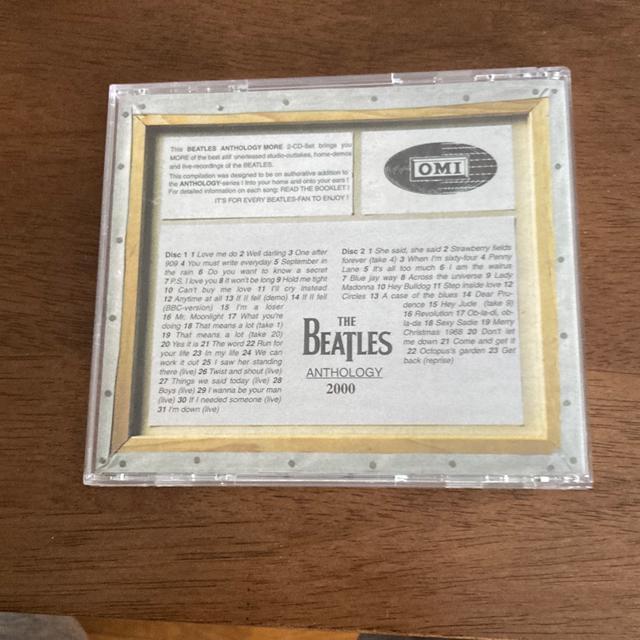 This BEATLES ANTHOLOGY MORE 2-CD-Set brings you
MORE of the best still unreleased studio-outtakes, home-demos
and live-recordings of the BEATLES.
This compilation was designed to be on authorative addition to
the ANTHOLOGY-series ! Into your home and onto your ears !
For detailed information on each song: READ THE BOOKLET !
IT'S FOR EVERY BEATLES-FAN TO ENJOY !
OMI
Disc 1 1 Love me do 2 Well darling 3 One after
909 4 You must write everyday 5 September in
the rain 6 Do you want to know a secret
7 P.S. I love you 8 It won't be long 9 Hold me tight
10 Can't buy me love 11 I'll cry instead
12 Anytime at all 13 If I fell (demo) 14 If I fell
(BBC-version) 15 I'm a loser
16 Mr. Moonlight 17 What you're
doing 18 That means a lot (take 1)
19 That means a lot (take 20)
20 Yes it is 21 The word 22 Run for
your life 23 In my life 24 We can
work it out 25 I saw her standing
there (live) 26 Twist and shout (live)
27 Things we said today (live) 28
Boys (live) 29 I wanna be your man
(live) 30 If I needed someone (live)
31 I'm down (live)
Disc 2 1 She said, she said 2 Strawberry fields
forever (take 4) 3 When I'm sixty-four 4 Penny
Lane 5 It's all too much 6 I am the walrus
7 Blue jay way 8 Across the universe 9 Lady
Madonna 10 Hey Bulldog 11 Step inside love 12
Circles 13 A case of the blues 14 Dear Pru-
dence 15 Hey Jude (take 9)
16 Revolution 17 Ob-la-di, ob-
la-da 18 Sexy Sadie 19 Merry
Christmas 1968 20 Don't let
me down 21 Come and get it
22 Octopus's garden 23 Get
back (reprise)
THE
BEATLES
ANTHOLOGY
2000